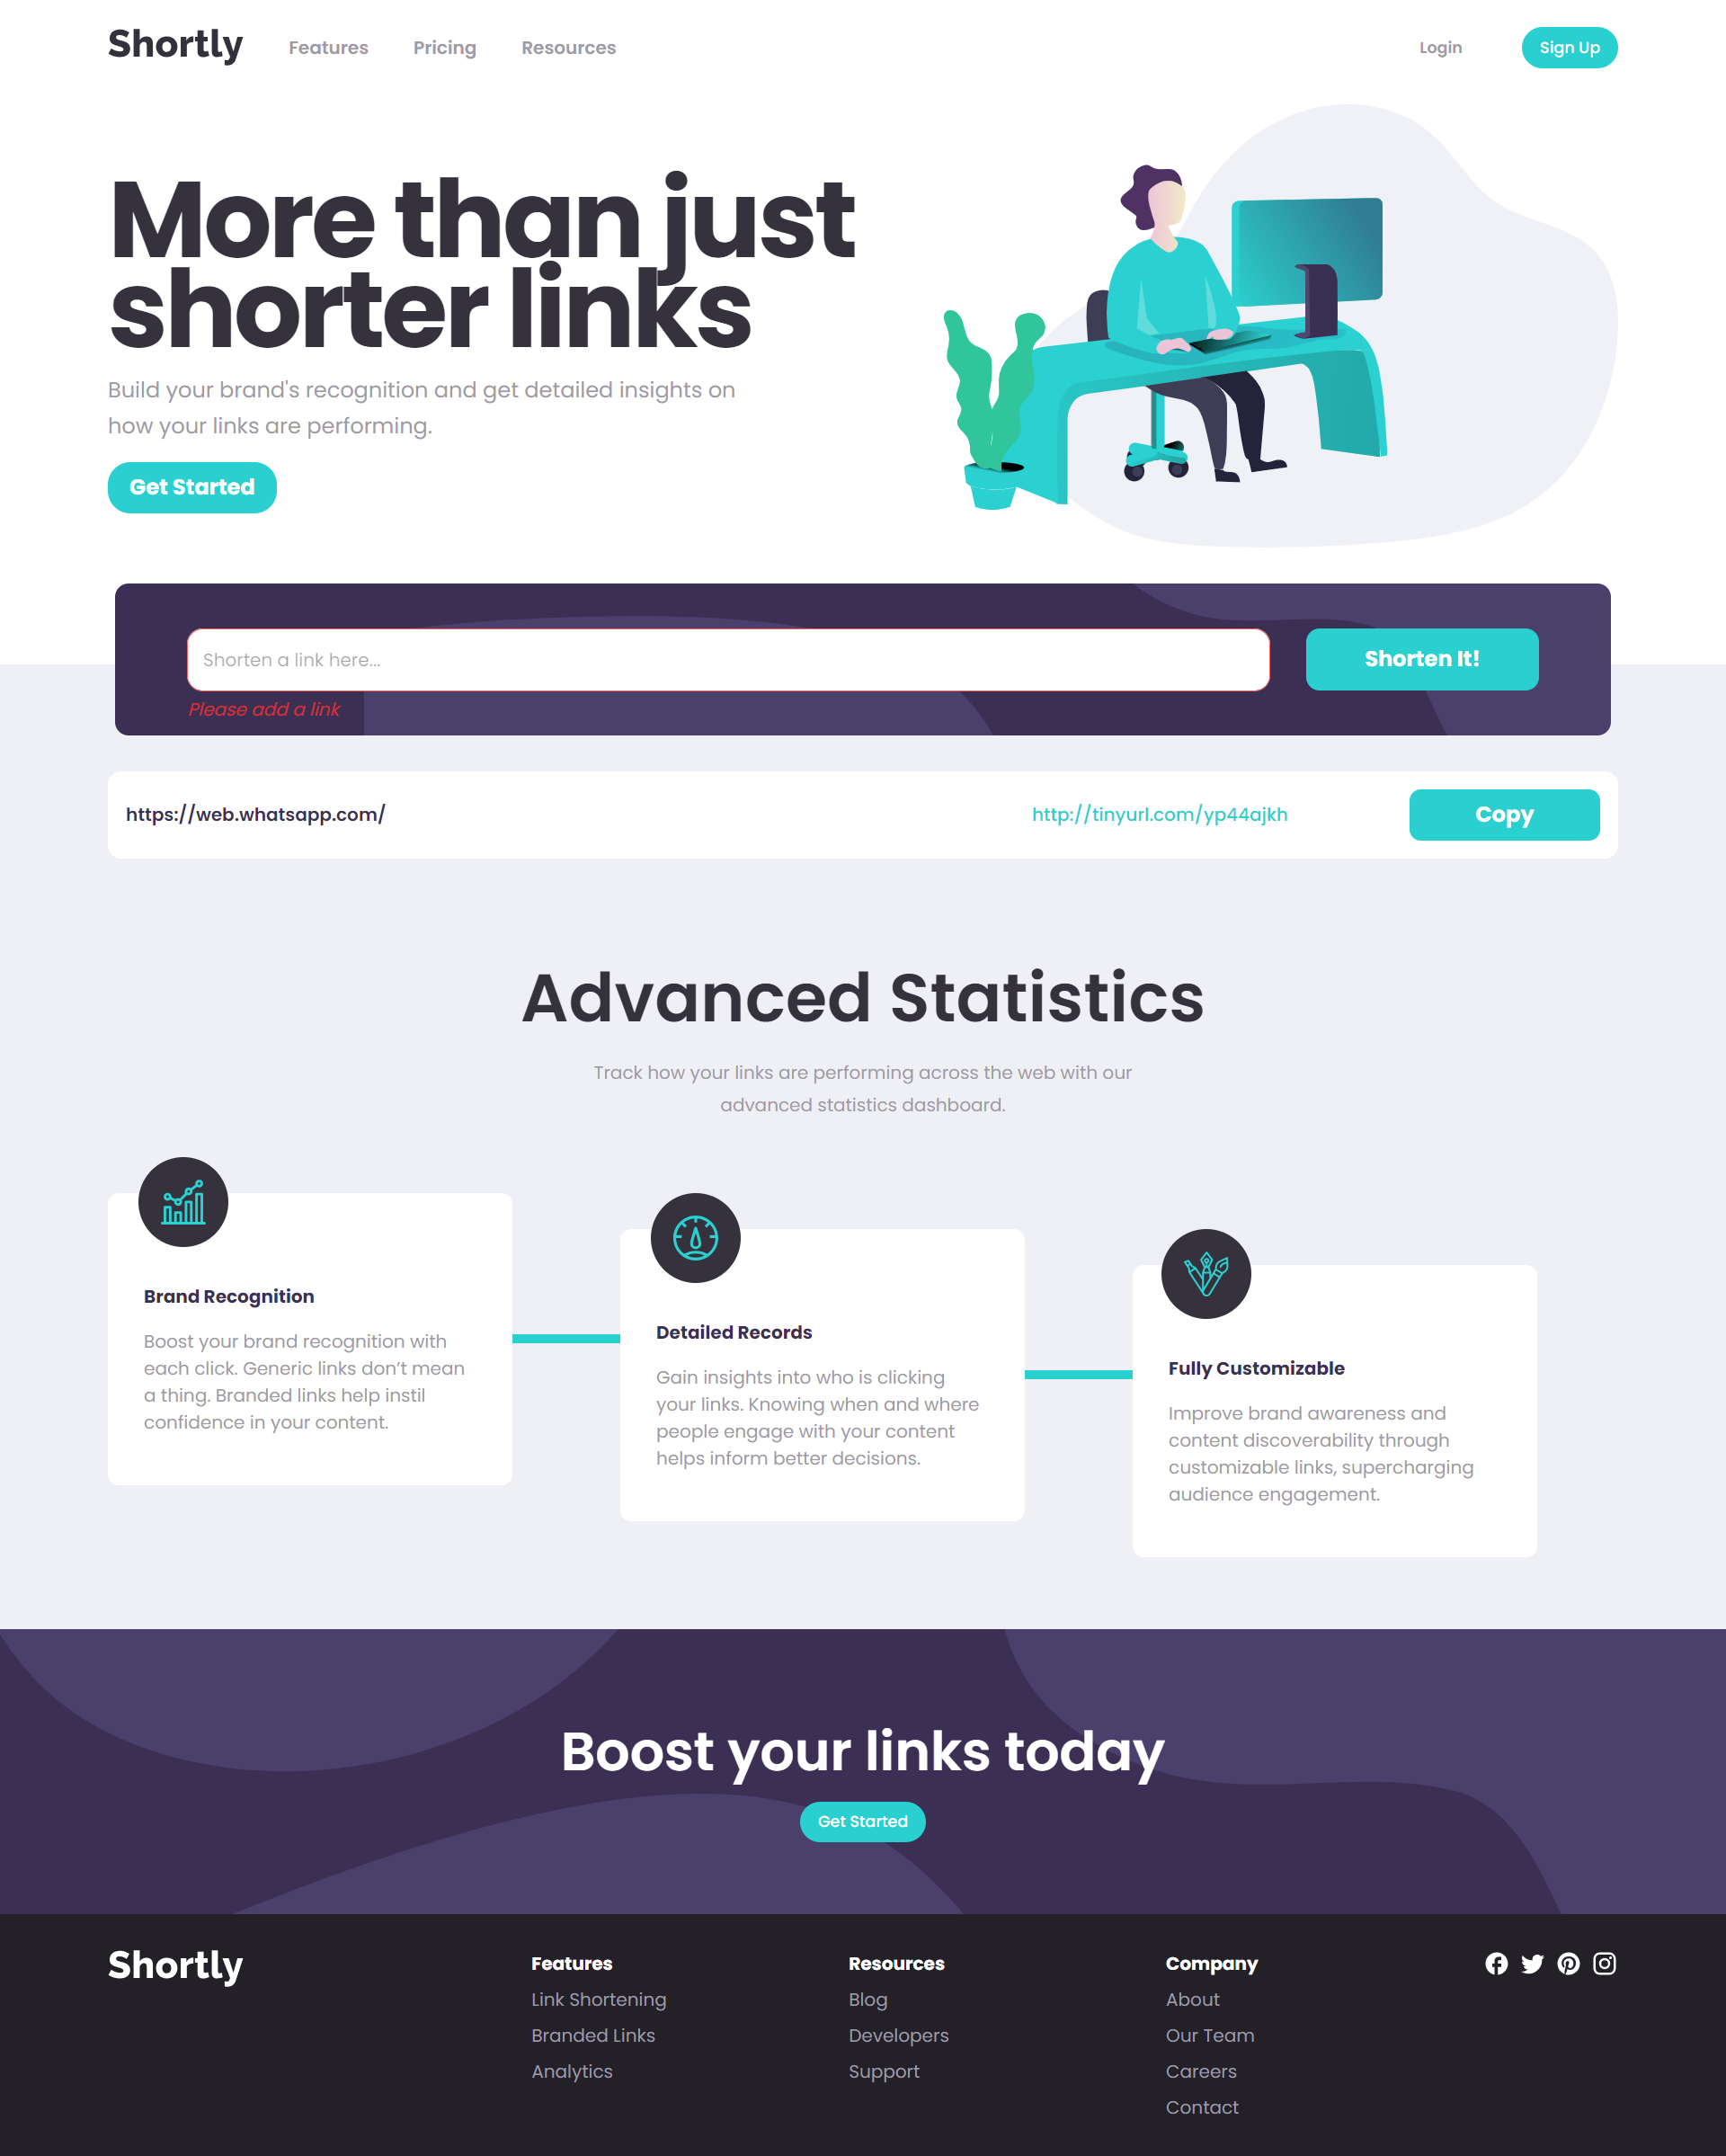 Shortly
Features
Pricing
Resources
Login
Sign Up
More than just
shorter links
Build your brand's recognition and get detailed insights on
how your links are performing.
Get Started
Shorten a link here...
Shorten It!
Please add a link
https://web.whatsapp.com/
http://tinyurl.com/yp44ajkh
Copy
Advanced Statistics
Track how your links are performing across the web with our
advanced statistics dashboard.
Brand Recognition
Boost your brand recognition with
each click. Generic links don’t mean
a thing. Branded links help instil
confidence in your content.
Detailed Records
Gain insights into who is clicking
your links. Knowing when and where
people engage with your content
helps inform better decisions.
Fully Customizable
Improve brand awareness and
content discoverability through
customizable links, supercharging
audience engagement.
Boost your links today
Get Started
Shortly
Features
Link Shortening
Branded Links
Analytics
Resources
Blog
Developers
Support
Company
About
Our Team
Careers
Contact